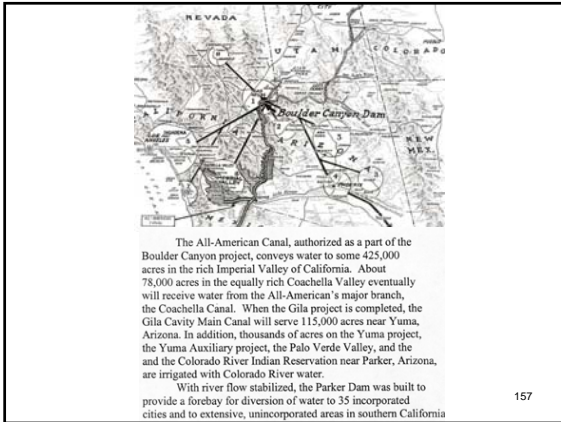 NEVADA
UTAH
COLORADO
Boulder Canyon Dam
CALIFORNIA
ARIZONA
NEW
MEX.
LOS
ANGELES
PHOENIX
The All-American Canal, authorized as a part of the
Boulder Canyon project, conveys water to some 425,000
acres in the rich Imperial Valley of California. About
78,000 acres in the equally rich Coachella Valley eventually
will receive water from the All-American's major branch,
the Coachella Canal. When the Gila project is completed, the
Gila Cavity Main Canal will serve 115,000 acres near Yuma,
Arizona. In addition, thousands of acres on the Yuma project,
the Yuma Auxiliary project, the Palo Verde Valley, and the
and the Colorado River Indian Reservation near Parker, Arizona,
are irrigated with Colorado River water.
With river flow stabilized, the Parker Dam was built to
provide a forebay for diversion of water to 35 incorporated
cities and to extensive, unincorporated areas in southern California
157